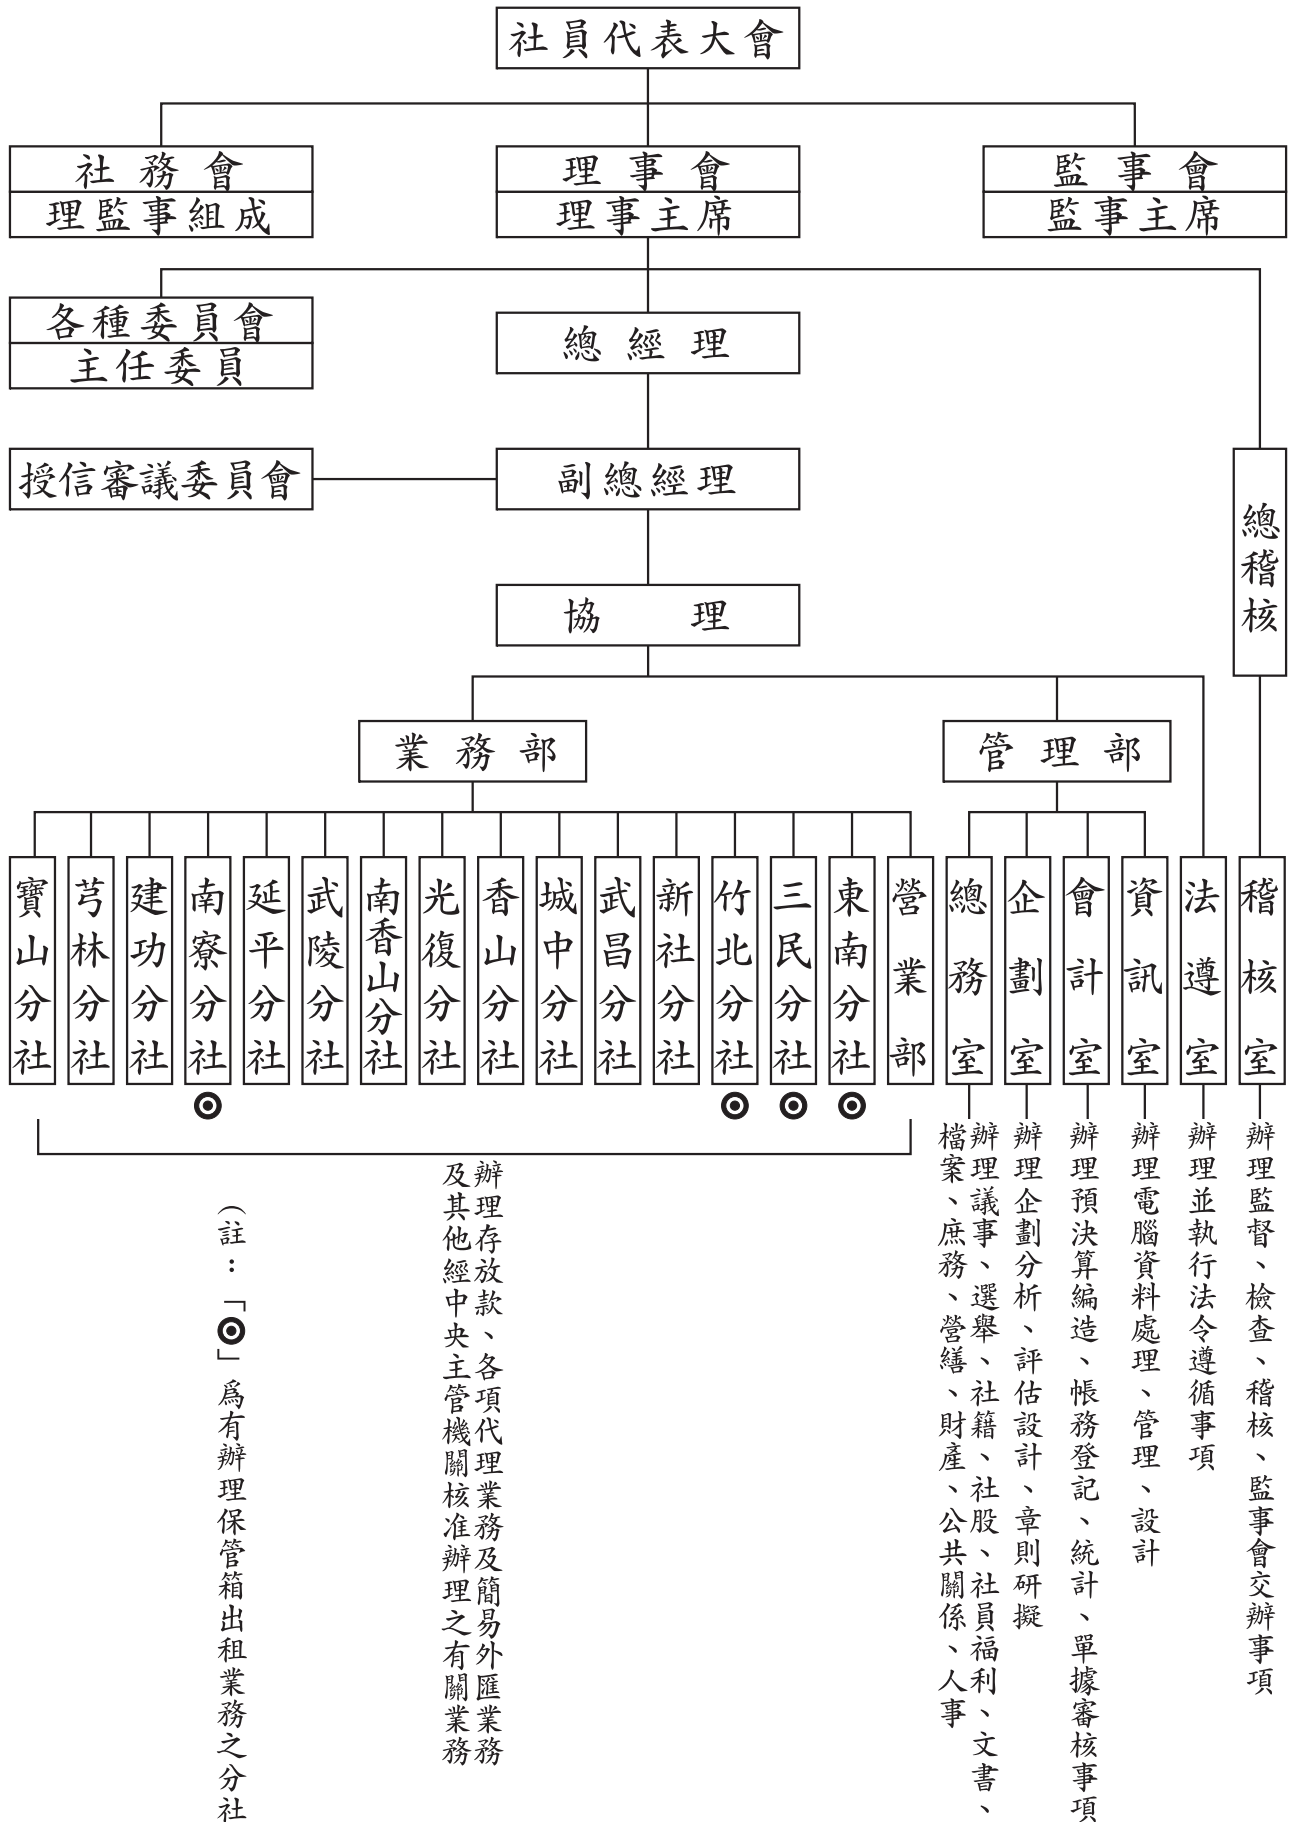 社員代表大會
社務會
理監事組成
理事會
理事主席
監事會
監事主席
各種委員會
主任委員
總經理
授信審議委員會
副總經理
總稽核
協理
業務部
管理部
寶山分社
芎林分社
建功分社
南寮分社
延平分社
武陵分社
南香山分社
光復分社
香山分社
城中分社
武昌分社
新社分社
竹北分社
三民分社
東南分社
營業部
總務室
企劃室
會計室
資訊室
法遵室
稽核室
◎
◎
◎
◎
辦理監督、檢查、稽核、監事會交辦事項
辦理並執行法令遵循事項
辦理電腦資料處理、管理、設計
辦理預決算編造、帳務登記、統計、單據審核事項
辦理企劃分析、評估設計、章則研擬
辦理議事、選舉、社籍、社股、社員福利、文書、
檔案、庶務、營繕、財產、公共關係、人事
辦理存放款、各項代理業務及簡易外匯業務
及其他經中央主管機關核准辦理之有關業務
(註：「◎」為有辦理保管箱出租業務之分社